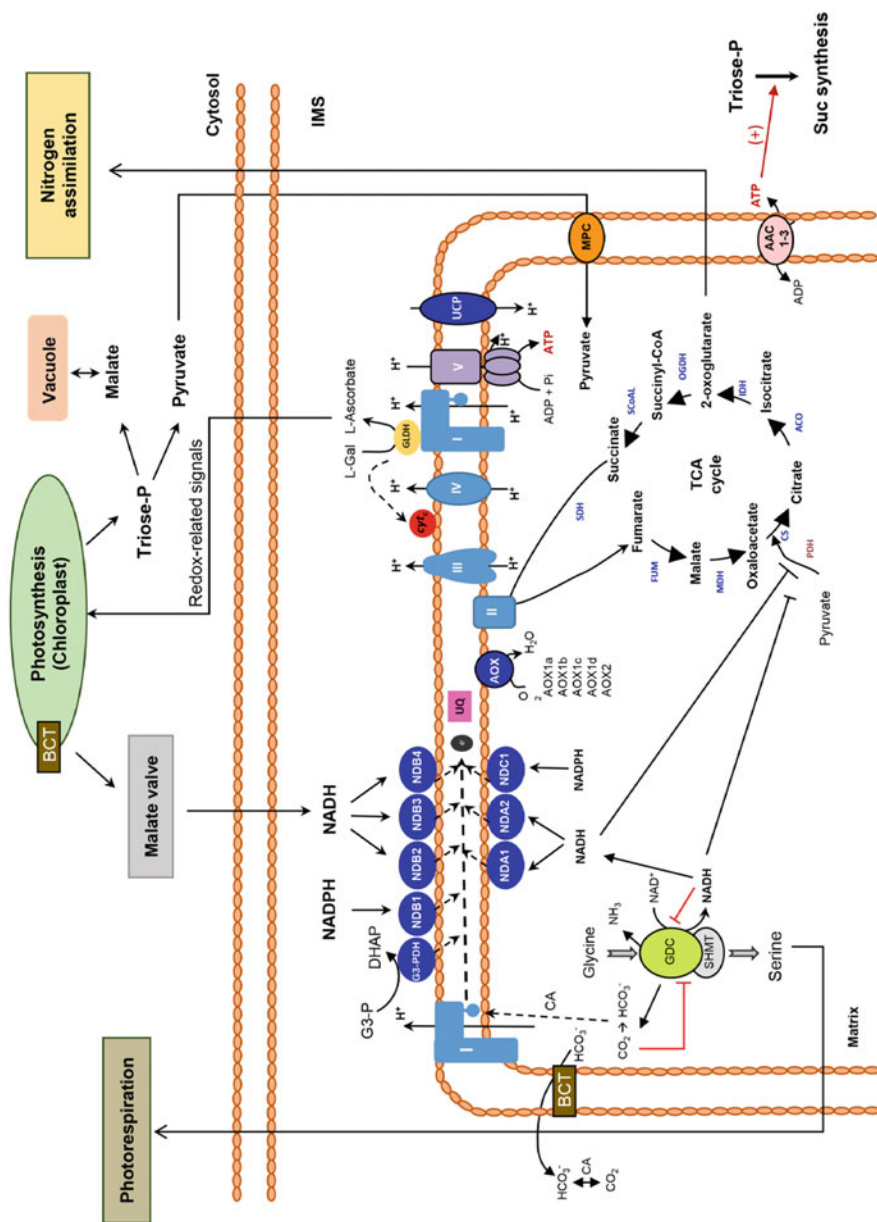 Photorespiration
BCT
Photosynthesis
(Chloroplast)
Malate valve
Vacuole
Malate
Triose-P
Pyruvate
Nitrogen
assimilation
Redox-related signals
Cytosol
IMS
NADPH
NADH
G3-P
DHAP
H⁺
G3-PDH
NDB1
NDB2
NDB3
NDB4
I
UQ
e⁻
NDA1
NDA2
NDC1
NADH
NADPH
AOX
O₂
H₂O
AOX1a
AOX1b
AOX1c
AOX1d
AOX2
II
H⁺
III
H⁺
cyt c
H⁺
IV
H⁺
L-Gal
L-Ascorbate
GLDH
H⁺
I
H⁺
H⁺
V
H⁺
ADP + Pi
ATP
UCP
H⁺
MPC
Pyruvate
HCO₃⁻
CA
CO₂
BCT
HCO₃⁻
CA
CO₂ → HCO₃⁻
Glycine
NH₃
NAD⁺
GDC
SHMT
NADH
Serine
Matrix
TCA
cycle
Succinate
SCoAL
Succinyl-CoA
OGDH
2-oxoglutarate
IDH
Isocitrate
ACO
Citrate
CS
PDH
Pyruvate
Oxaloacetate
MDH
Malate
FUM
Fumarate
SDH
AAC
1-3
ADP
ATP
(+)
Triose-P
Suc synthesis